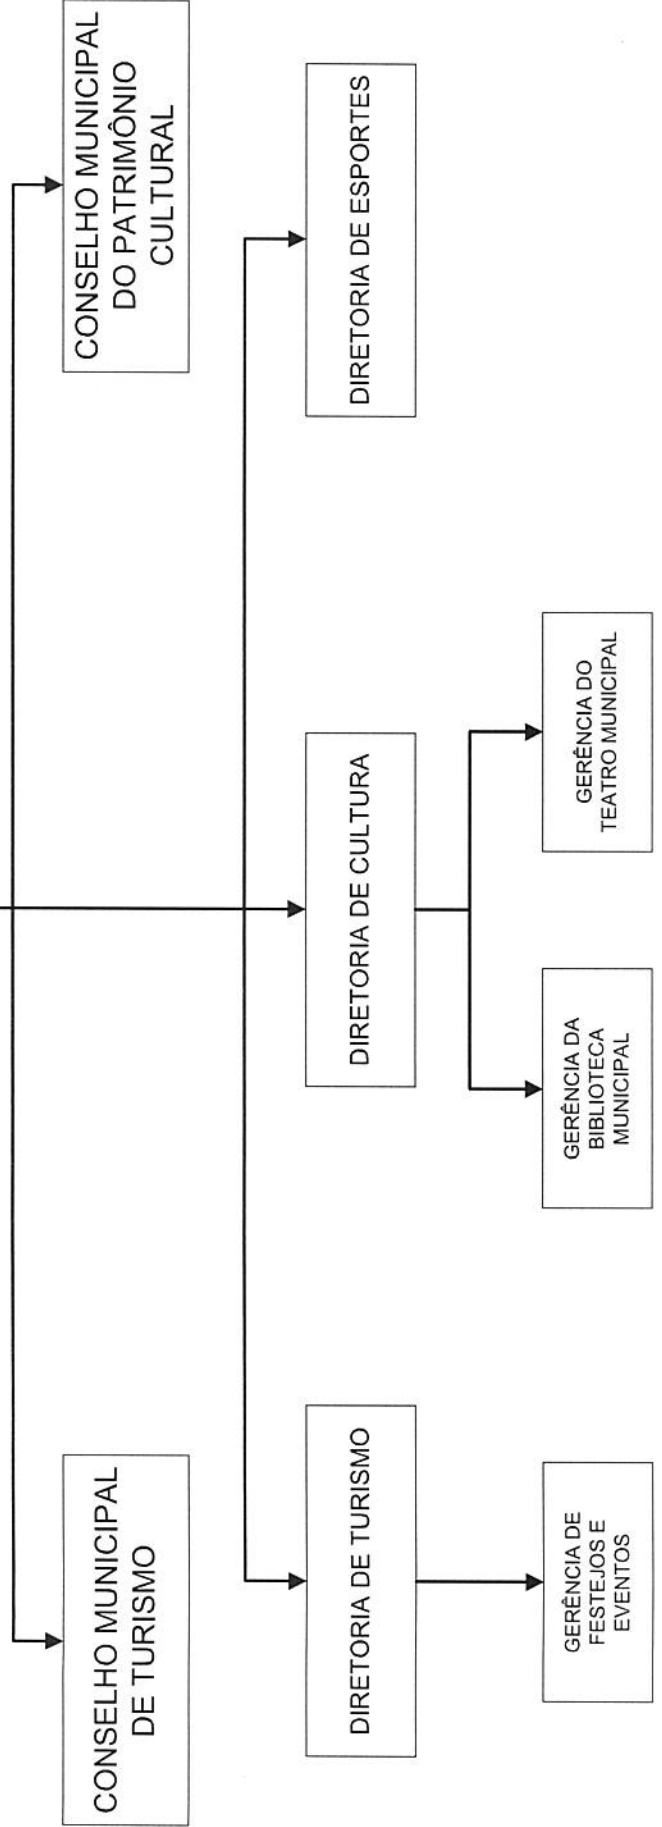 CONSELHO MUNICIPAL
DE TURISMO
CONSELHO MUNICIPAL
DO PATRIMÔNIO
CULTURAL
DIRETORIA DE TURISMO
DIRETORIA DE CULTURA
DIRETORIA DE ESPORTES
GERÊNCIA DE
FESTEJOS E
EVENTOS
GERÊNCIA DA
BIBLIOTECA
MUNICIPAL
GERÊNCIA DO
TEATRO MUNICIPAL